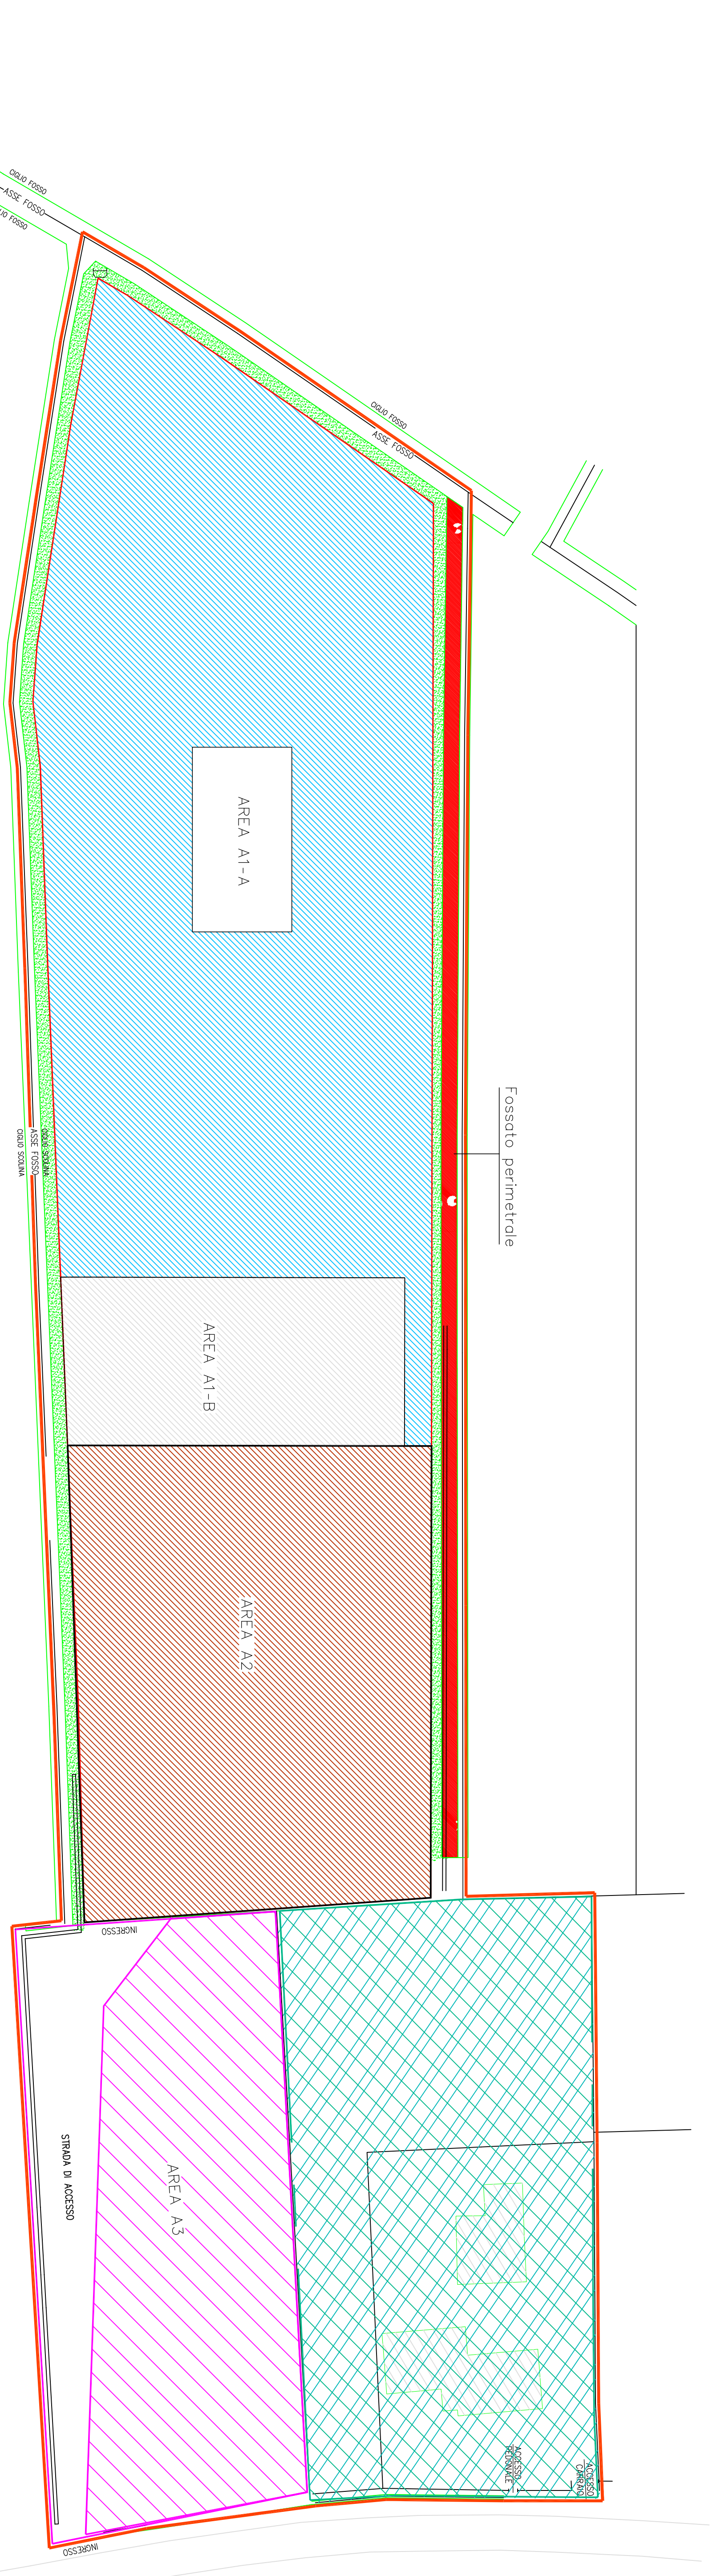 CIGLIO FOSSO
ASSE FOSSO
IO FOSSO
CIGLIO FOSSO
ASSE FOSSO
AREA A1-A
Fossato perimetrale
CIGLIO SCOLINA
ASSE FOSSO
CIGLIO SCOLINA
AREA A1-B
AREA A2
INGRESSO
STRADA DI ACCESSO
AREA A3
ACCESSO
PEDONALE
ACCESSO
CARRAIO
INGRESSO